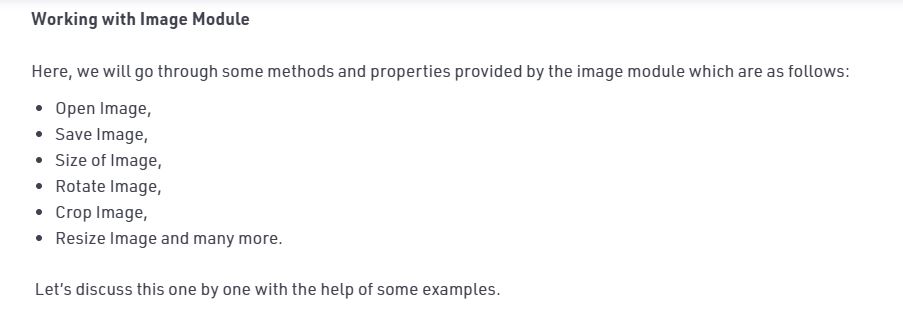 Working with Image Module
Here, we will go through some methods and properties provided by the image module which are as follows:
• Open Image,
• Save Image,
• Size of Image,
• Rotate Image,
• Crop Image,
• Resize Image and many more.
Let's discuss this one by one with the help of some examples.